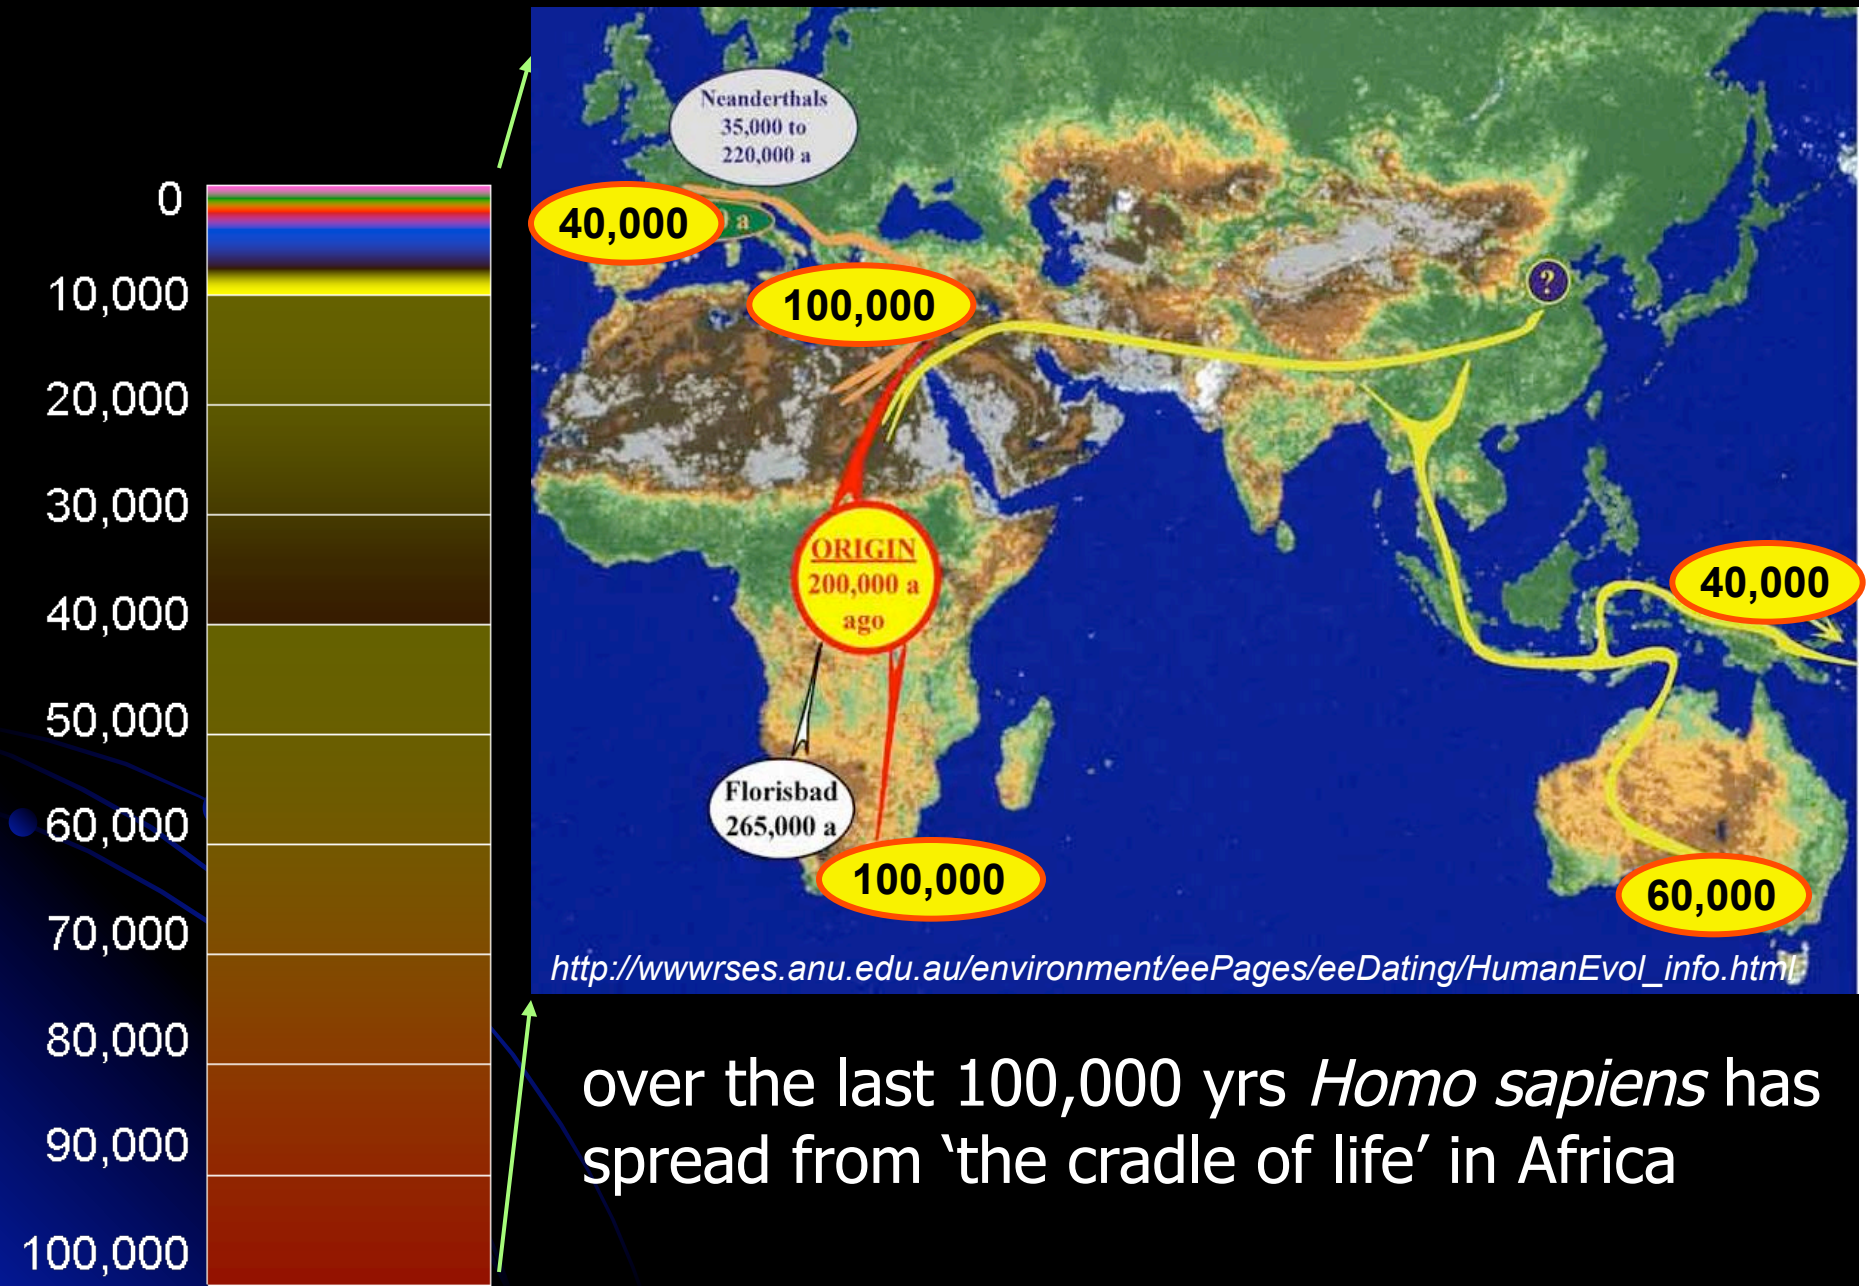 0
10,000
20,000
30,000
40,000
50,000
60,000
70,000
80,000
90,000
100,000
Neanderthals
35,000 to
220,000 a
40,000
a
100,000
?
ORIGIN
200,000 a
ago
40,000
Florisbad
265,000 a
100,000
60,000
http://wwwrses.anu.edu.au/environment/eePages/eeDating/HumanEvol_info.html
over the last 100,000 yrs Homo sapiens has
spread from ‘the cradle of life’ in Africa